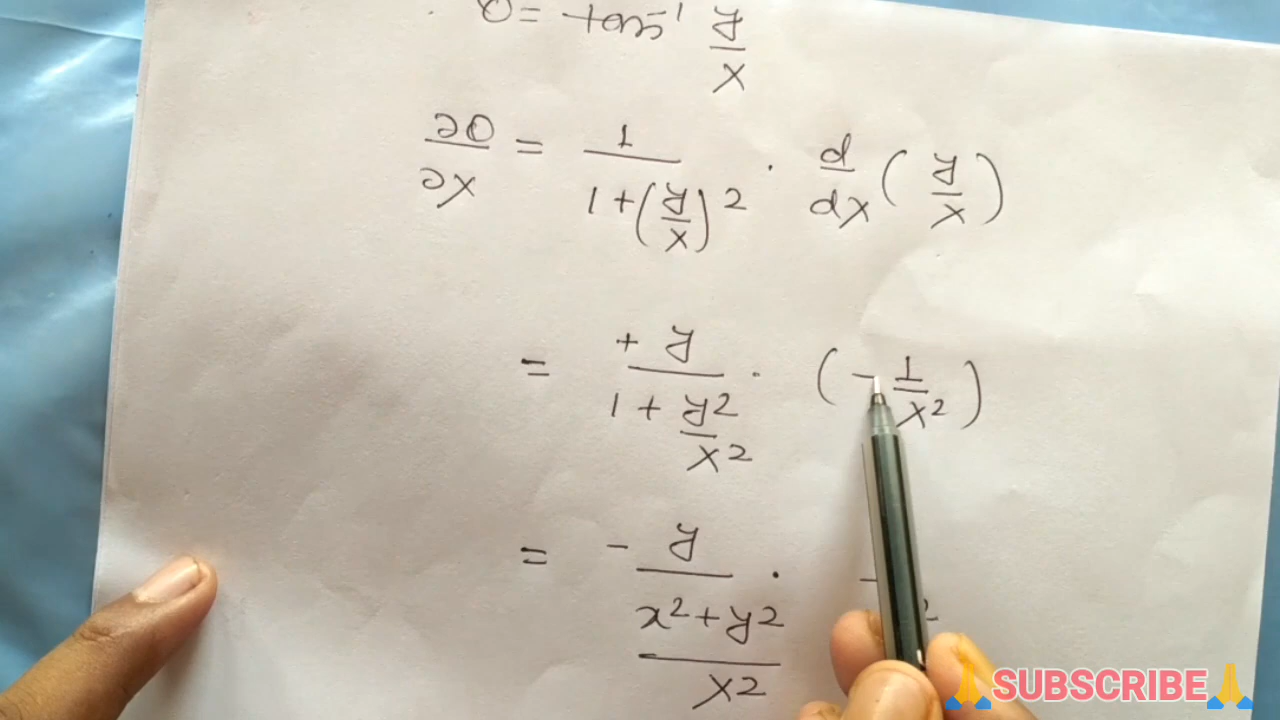 θ = tan⁻¹ y/x
∂θ/∂x = 1/(1+(y/x)²) · d/dx (y/x)
= + y/(1 + y²/x²) · (- 1/x²)
= - y/((x²+y²)/x²) ·
🙏SUBSCRIBE🙏